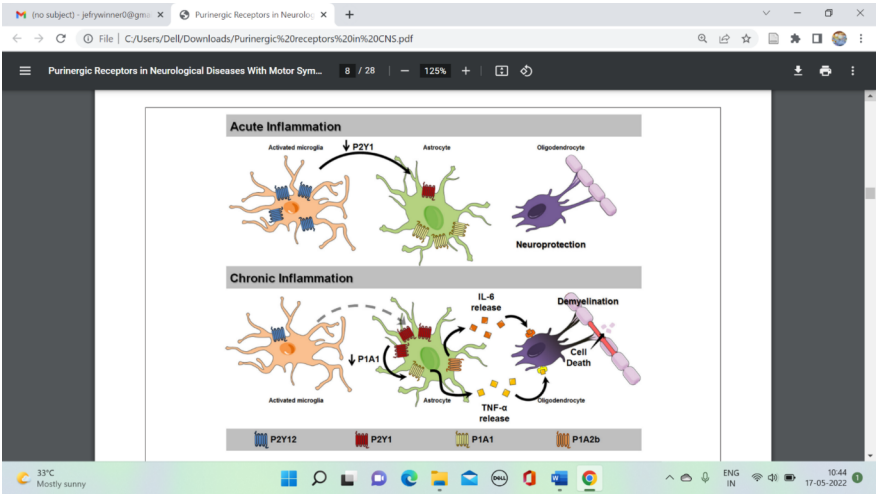 (no subject) - jefrywinner0@gmai
Purinergic Receptors in Neurolog
File | C:/Users/Dell/Downloads/Purinergic%20receptors%20in%20CNS.pdf
Purinergic Receptors in Neurological Diseases With Motor Sym...
8 / 28
125%
Acute Inflammation
Activated microglia
P2Y1
Astrocyte
Oligodendrocyte
Neuroprotection
Chronic Inflammation
IL-6
release
Demyelination
P1A1
Cell
Death
Activated microglia
Astrocyte
Oligodendrocyte
TNF-α
release
P2Y12
P2Y1
P1A1
P1A2b
33°C
Mostly sunny
DELL
W
ENG
IN
10:44
17-05-2022
1